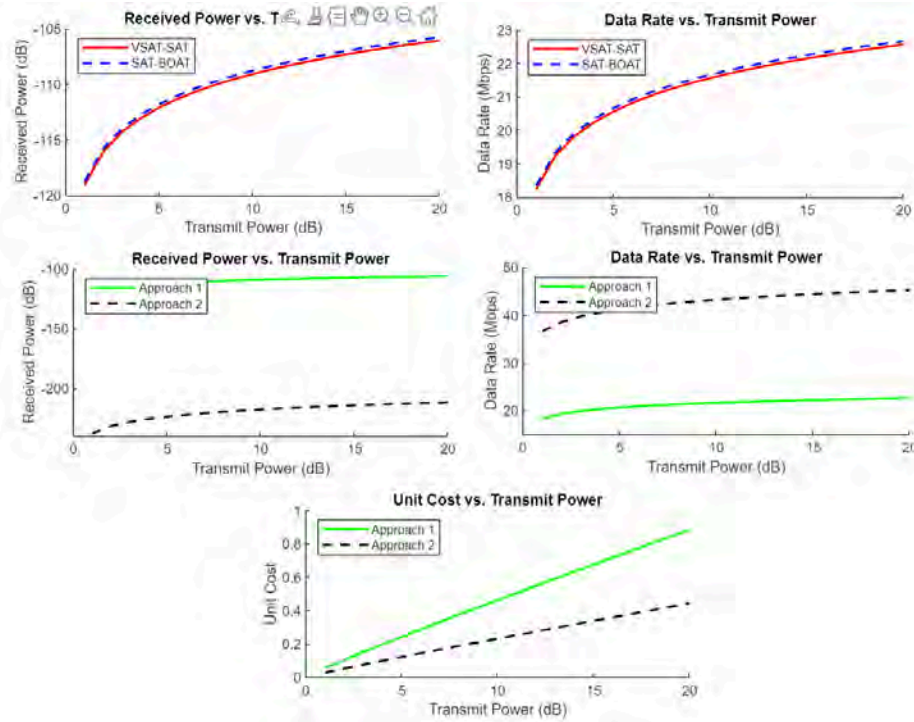 Received Power vs. T
-105
-110
-115
-120
Received Power (dB)
VSAT-SAT
SAT-BOAT
0 5 10 15 20
Transmit Power (dB)
Data Rate vs. Transmit Power
23
22
21
20
19
18
Data Rate (Mbps)
VSAT-SAT
SAT-BOAT
0 5 10 15 20
Transmit Power (dB)
Received Power vs. Transmit Power
-100
-150
-200
Received Power (dB)
Approach 1
Approach 2
0 5 10 15 20
Transmit Power (dB)
Data Rate vs. Transmit Power
50
40
30
20
Data Rate (Mbps)
Approach 1
Approach 2
0 5 10 15 20
Transmit Power (dB)
Unit Cost vs. Transmit Power
1
0.8
0.6
0.4
0.2
0
Unit Cost
Approach 1
Approach 2
0 5 10 15 20
Transmit Power (dB)